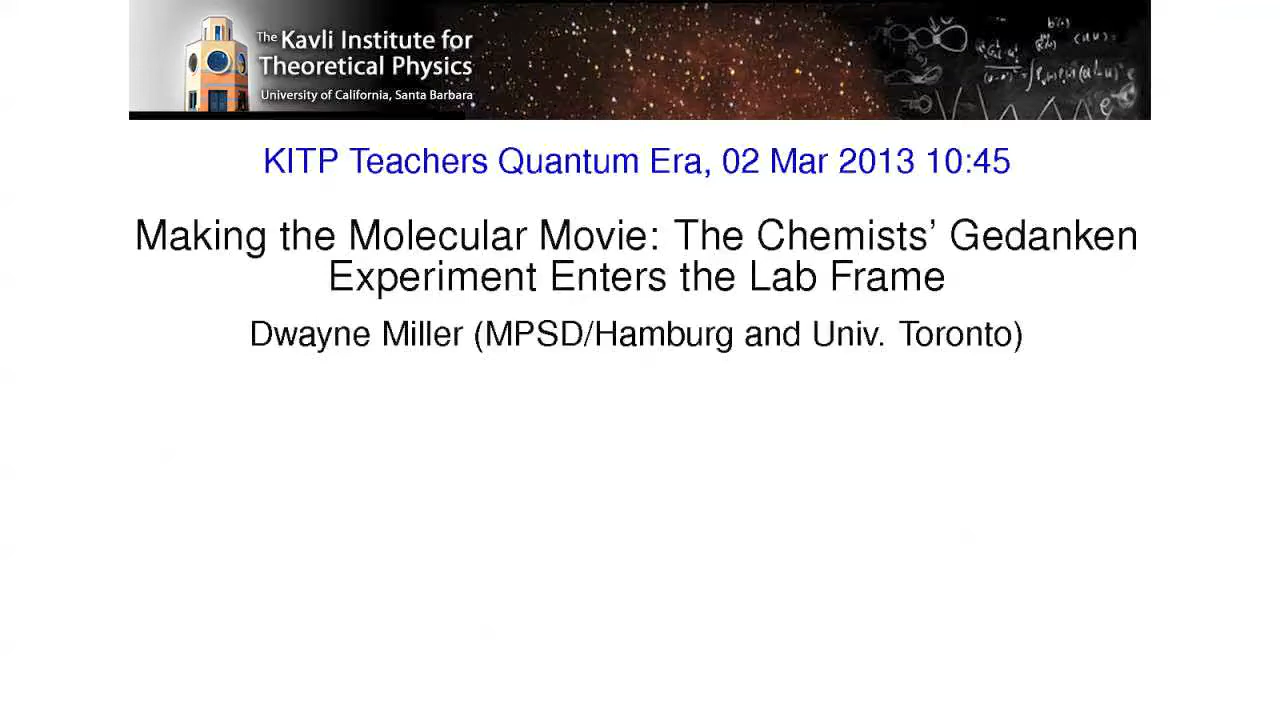 The Kavli Institute for
Theoretical Physics
University of California, Santa Barbara
KITP Teachers Quantum Era, 02 Mar 2013 10:45
Making the Molecular Movie: The Chemists' Gedanken
Experiment Enters the Lab Frame
Dwayne Miller (MPSD/Hamburg and Univ. Toronto)